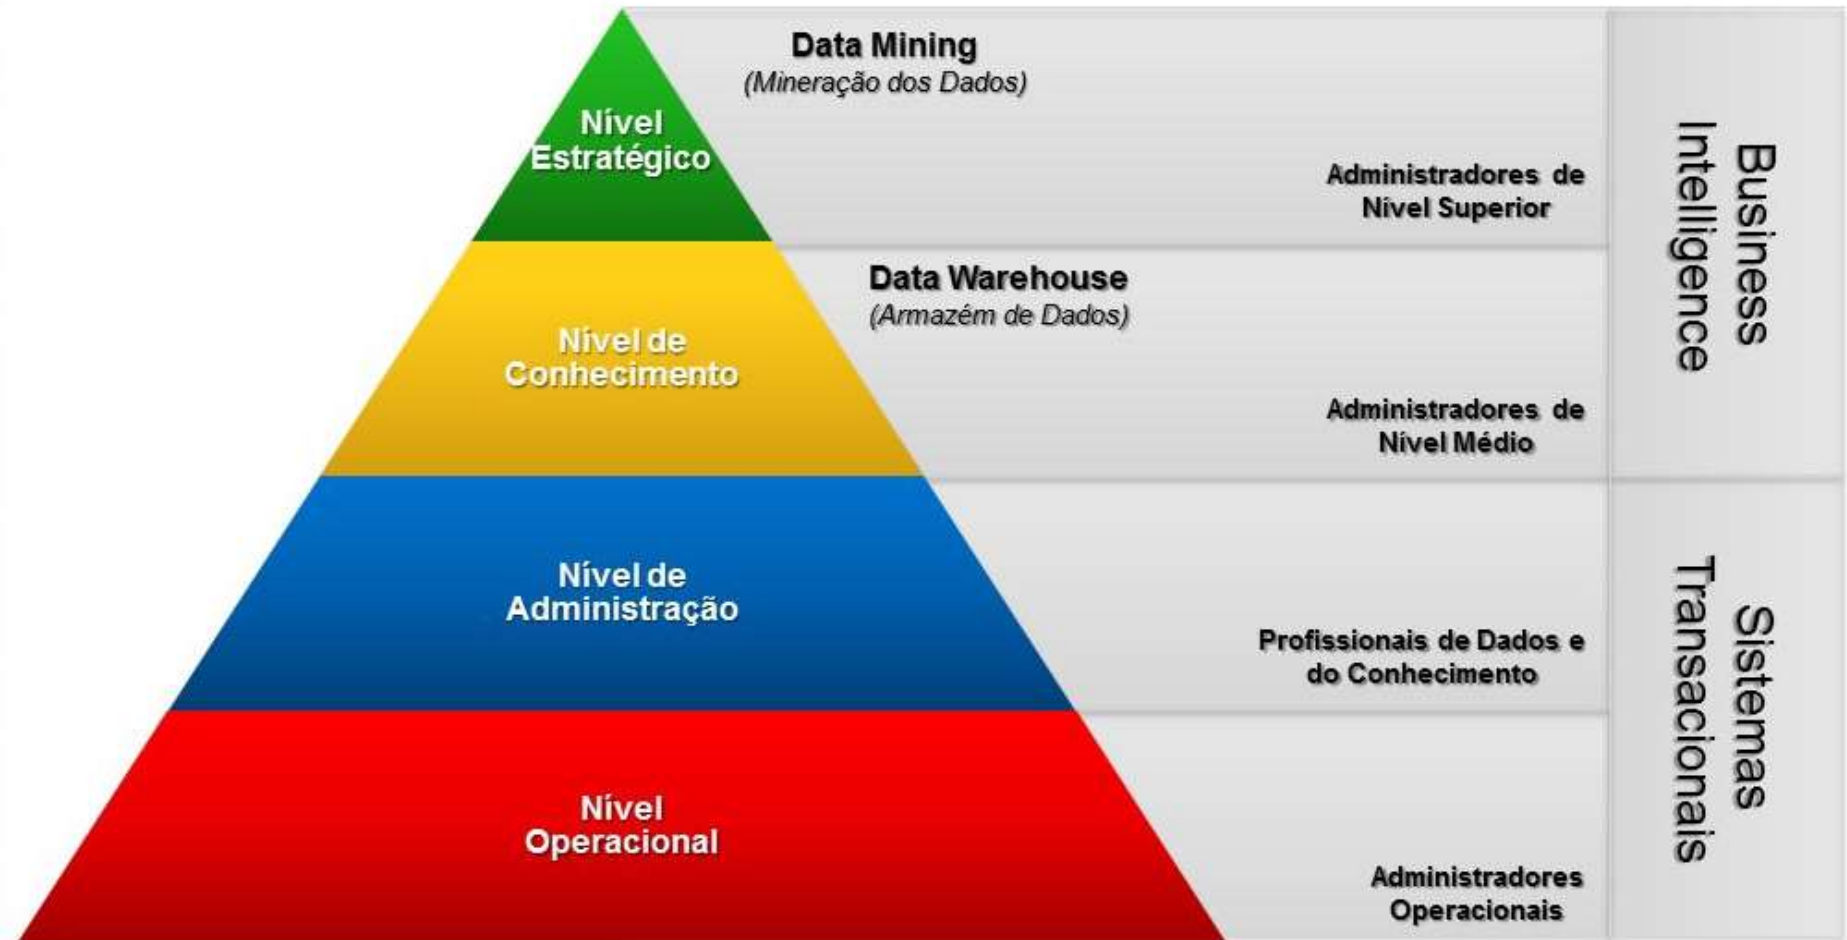 Data Mining
(Mineração dos Dados)
Nível
Estratégico
Administradores de
Nível Superior
Data Warehouse
(Armazém de Dados)
Nível de
Conhecimento
Administradores de
Nível Médio
Business
Intelligence
Nível de
Administração
Profissionais de Dados e
do Conhecimento
Nível
Operacional
Administradores
Operacionais
Sistemas
Transacionais